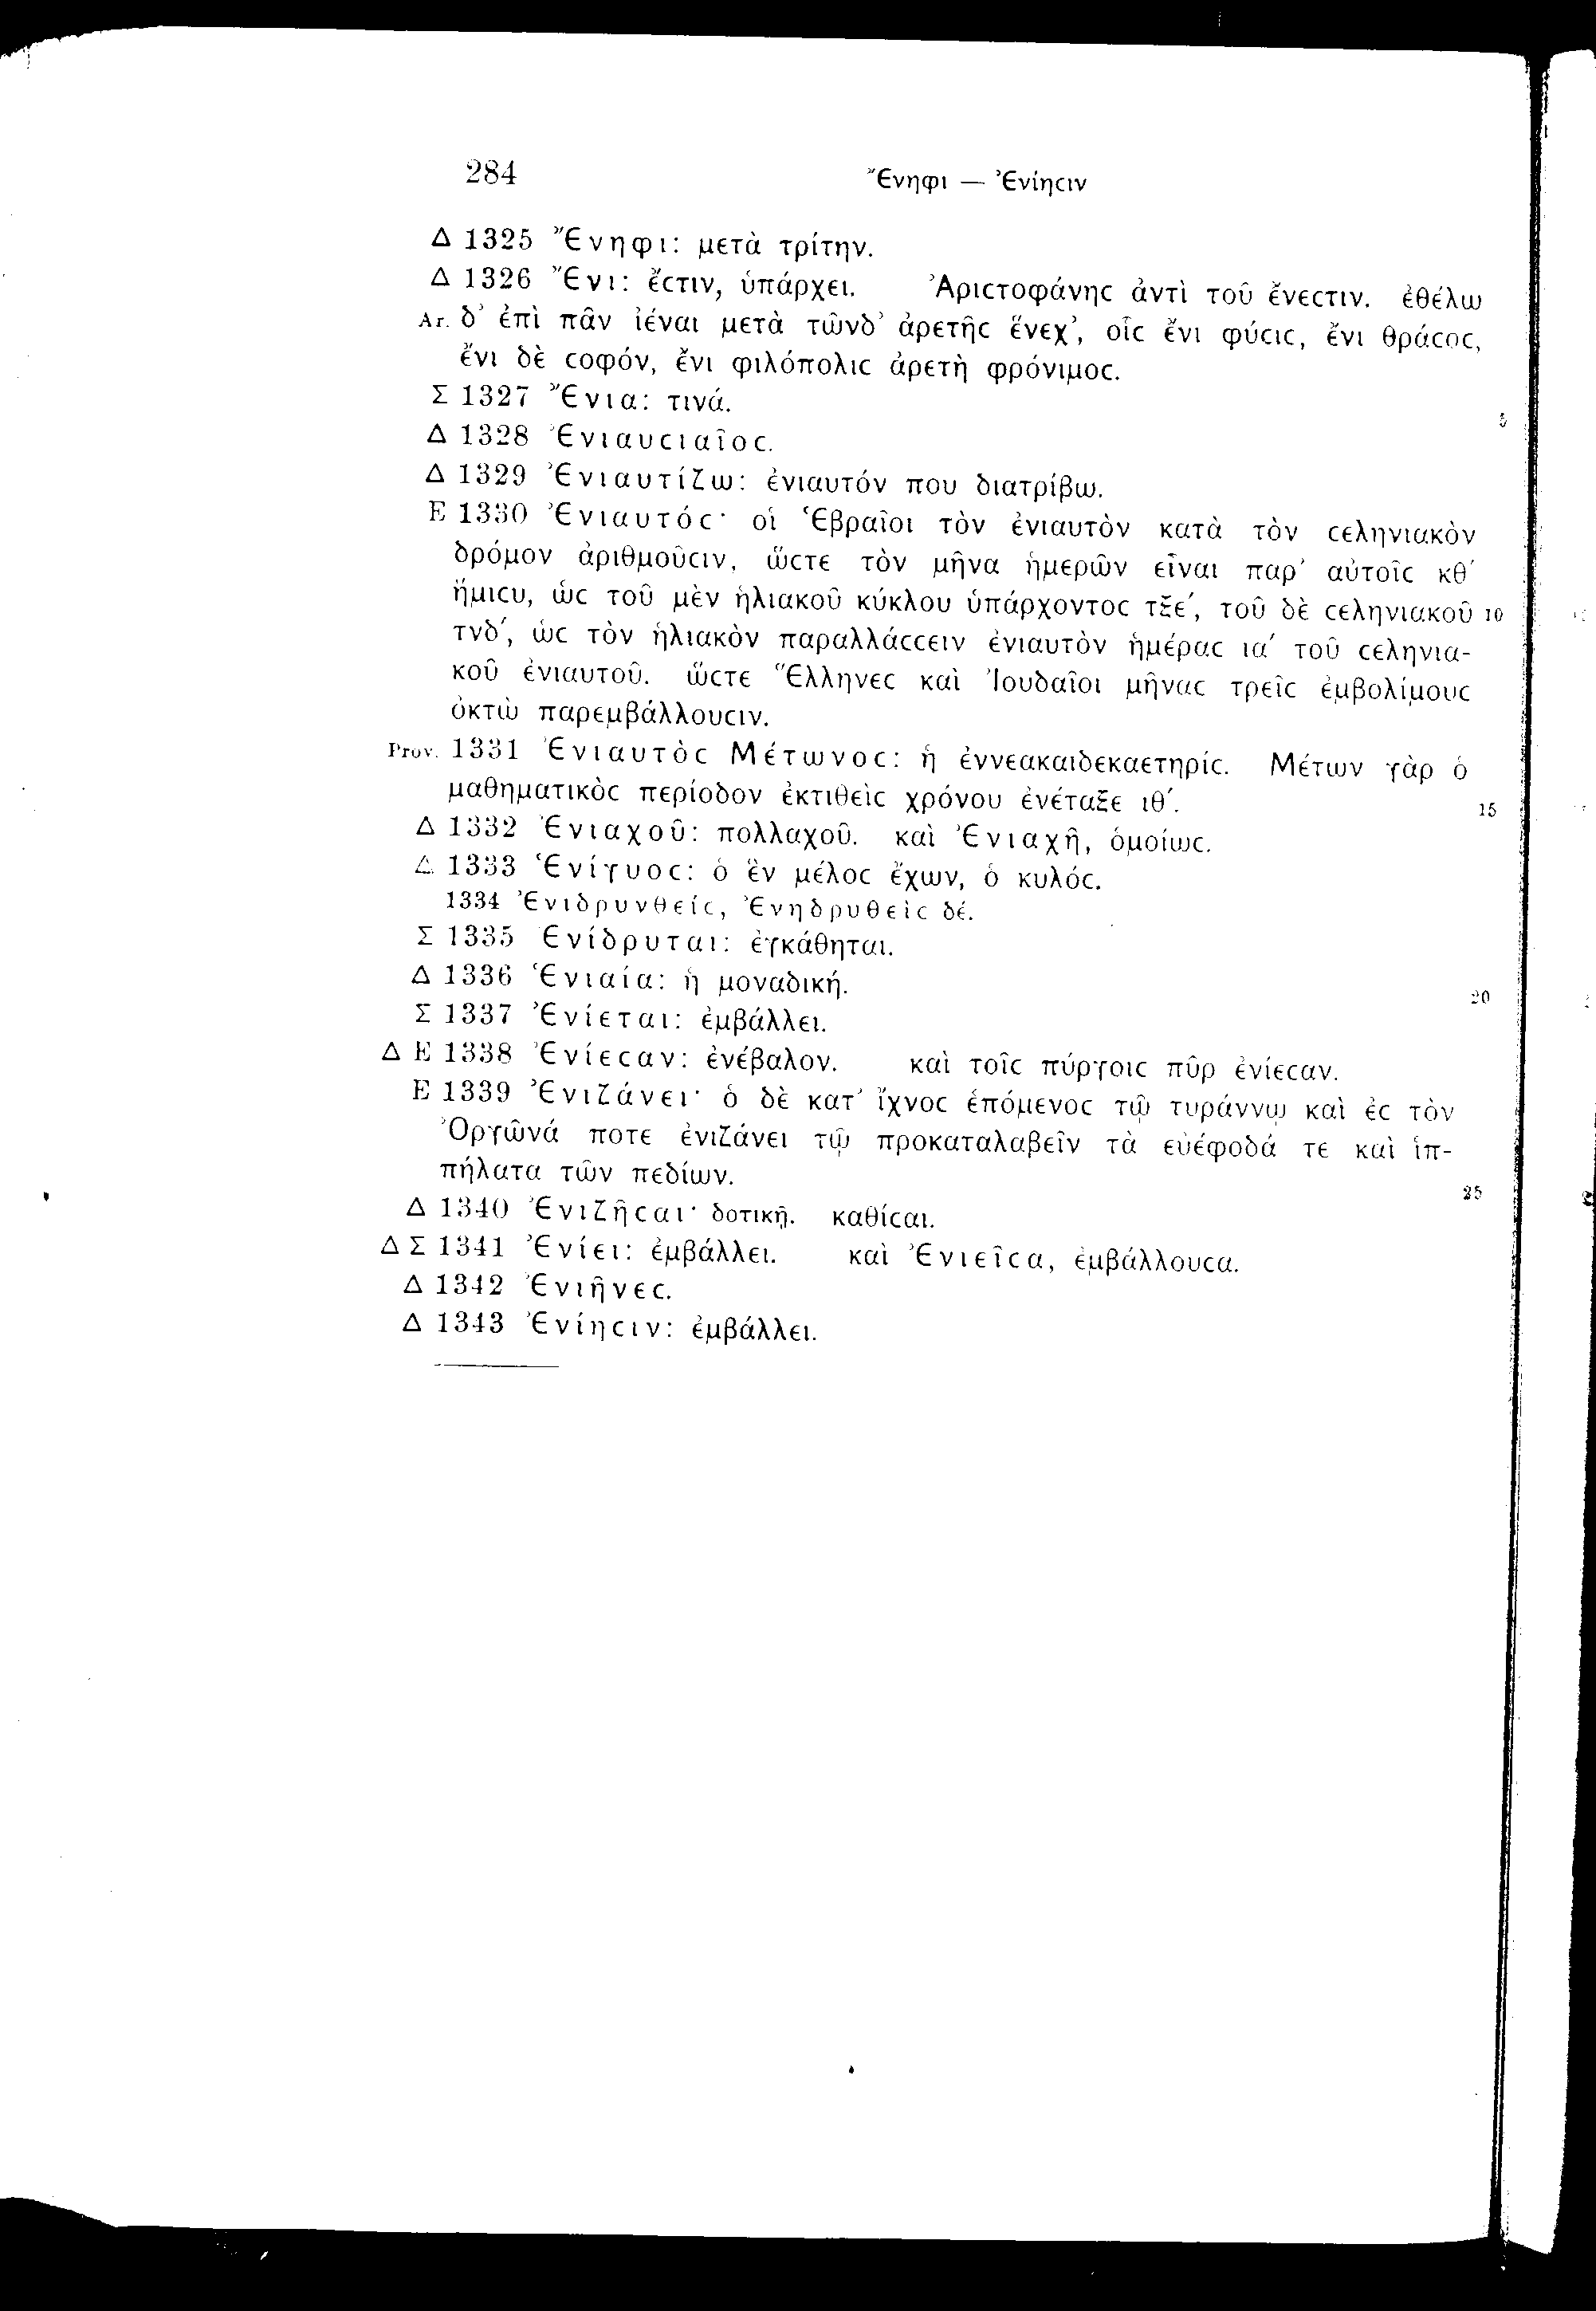 284 Ἔνηφι — Ἐνίηϲιν
Δ 1325 Ἔνηφι: μετὰ τρίτην.
Δ 1326 Ἔνι: ἔϲτιν, ὑπάρχει. Ἀριϲτοφάνηϲ ἀντὶ τοῦ ἔνεϲτιν. ἐθέλω
Ar. δ’ ἐπὶ πᾶν ἰέναι μετὰ τῶνδ’ ἀρετῆϲ ἕνεχ’, οἷϲ ἔνι φύϲιϲ, ἔνι θράϲοϲ,
ἔνι δὲ ϲοφόν, ἔνι φιλόπολιϲ ἀρετὴ φρόνιμοϲ.
Σ 1327 Ἔνια: τινά. 5
Δ 1328 Ἐνιαυϲιαῖοϲ.
Δ 1329 Ἐνιαυτίζω: ἐνιαυτόν που διατρίβω.
E 1330 Ἐνιαυτόϲ· οἱ Ἑβραῖοι τὸν ἐνιαυτὸν κατὰ τὸν ϲεληνιακὸν
δρόμον ἀριθμοῦϲιν, ὥϲτε τὸν μῆνα ἡμερῶν εἶναι παρ’ αὐτοῖϲ κθ′
ἥμιϲυ, ὡϲ τοῦ μὲν ἡλιακοῦ κύκλου ὑπάρχοντοϲ τξε′, τοῦ δὲ ϲεληνιακοῦ 10
τνδ′, ὡϲ τὸν ἡλιακὸν παραλλάϲϲειν ἐνιαυτὸν ἡμέραϲ ια′ τοῦ ϲεληνια-
κοῦ ἐνιαυτοῦ. ὥϲτε Ἕλληνεϲ καὶ Ἰουδαῖοι μῆναϲ τρεῖϲ ἐμβολίμουϲ
ὀκτὼ παρεμβάλλουϲιν.
Prov. 1331 Ἐνιαυτὸϲ Μέτωνοϲ: ἡ ἐννεακαιδεκαετηρίϲ. Μέτων γὰρ ὁ
μαθηματικὸϲ περίοδον ἐκτιθεὶϲ χρόνου ἐνέταξε ιθ′. 15
Δ 1332 Ἐνιαχοῦ: πολλαχοῦ. καὶ Ἐνιαχῆ, ὁμοίωϲ.
Δ 1333 Ἑνίγυοϲ: ὁ ἓν μέλοϲ ἔχων, ὁ κυλόϲ.
1334 Ἐνιδρυνθείϲ, Ἐνηδρυθεὶϲ δέ.
Σ 1335 Ἐνίδρυται: ἐγκάθηται.
Δ 1336 Ἑνιαία: ἡ μοναδική. 20
Σ 1337 Ἐνίεται: ἐμβάλλει.
Δ E 1338 Ἐνίεϲαν: ἐνέβαλον. καὶ τοῖϲ πύργοιϲ πῦρ ἐνίεϲαν.
E 1339 Ἐνιζάνει· ὁ δὲ κατ’ ἴχνοϲ ἑπόμενοϲ τῷ τυράννῳ καὶ ἐϲ τὸν
Ὀργῶνά ποτε ἐνιζάνει τῷ προκαταλαβεῖν τὰ εὐέφοδά τε καὶ ἱπ-
πήλατα τῶν πεδίων. 25
Δ 1340 Ἐνιζῆϲαι· δοτικῇ. καθίϲαι.
Δ Σ 1341 Ἐνίει: ἐμβάλλει. καὶ Ἐνιεῖϲα, ἐμβάλλουϲα.
Δ 1342 Ἐνιῆνεϲ.
Δ 1343 Ἐνίηϲιν: ἐμβάλλει.